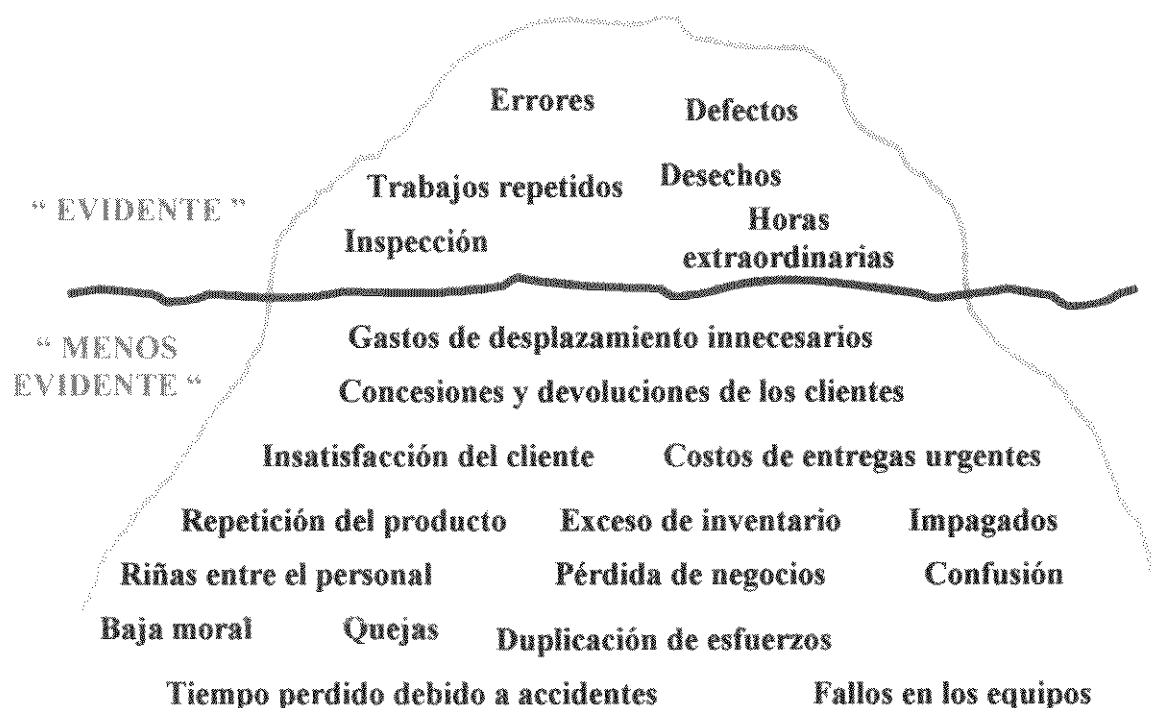 Errores Defectos
Trabajos repetidos Desechos
“ EVIDENTE ”
Inspección Horas
extraordinarias
“ MENOS
EVIDENTE “
Gastos de desplazamiento innecesarios
Concesiones y devoluciones de los clientes
Insatisfacción del cliente Costos de entregas urgentes
Repetición del producto Exceso de inventario Impagados
Riñas entre el personal Pérdida de negocios Confusión
Baja moral Quejas Duplicación de esfuerzos
Tiempo perdido debido a accidentes Fallos en los equipos